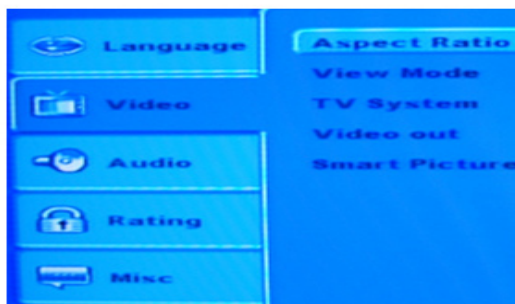 Language
Video
Audio
Rating
Misc
Aspect Ratio
View Mode
TV System
Video out
Smart Picture